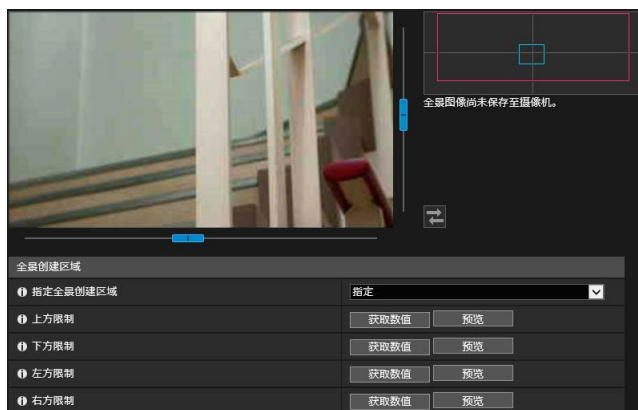 全景图像尚未保存至摄像机。
全景创建区域
指定全景创建区域 指定
上方限制 获取数值 预览
下方限制 获取数值 预览
左方限制 获取数值 预览
右方限制 获取数值 预览